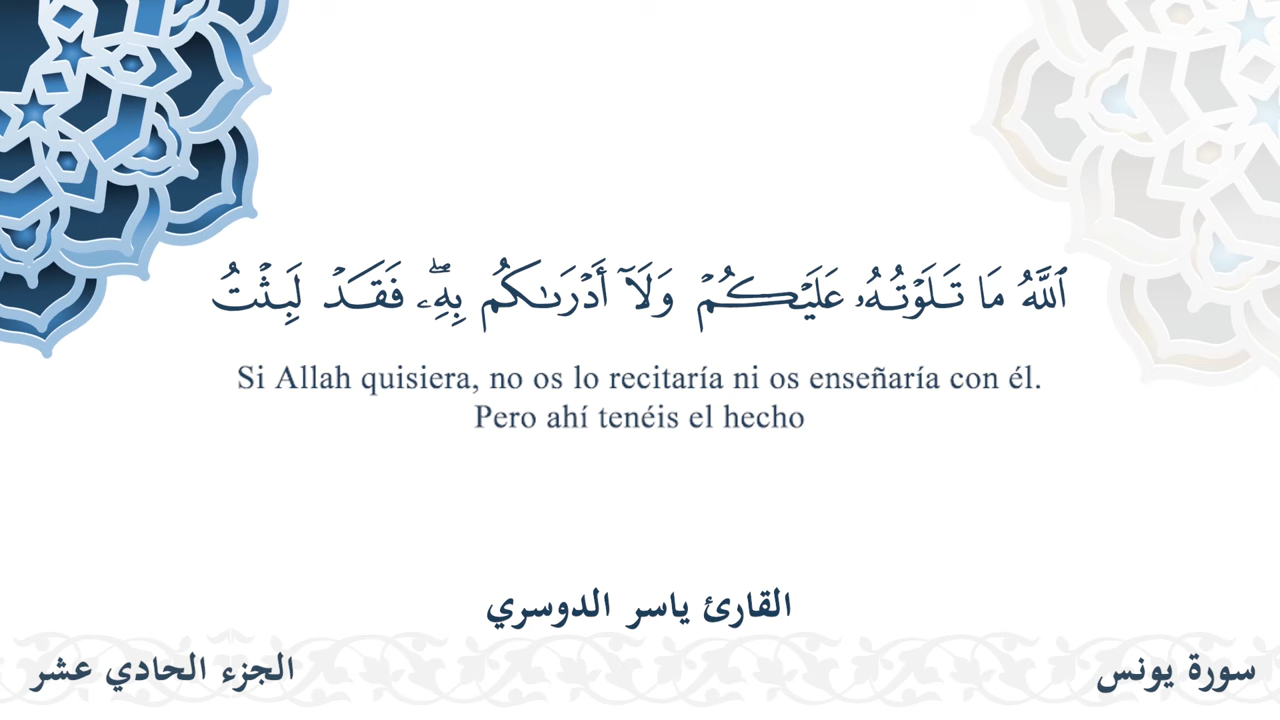 ٱللَّهُ مَا تَلَوۡتُهُۥ عَلَيۡكُمۡ وَلَآ أَدۡرَىٰكُم بِهِۦۖ فَقَدۡ لَبِثۡتُ
Si Allah quisiera, no os lo recitaría ni os enseñaría con él.
Pero ahí tenéis el hecho
القارئ ياسر الدوسري
سورة يونس
الجزء الحادي عشر